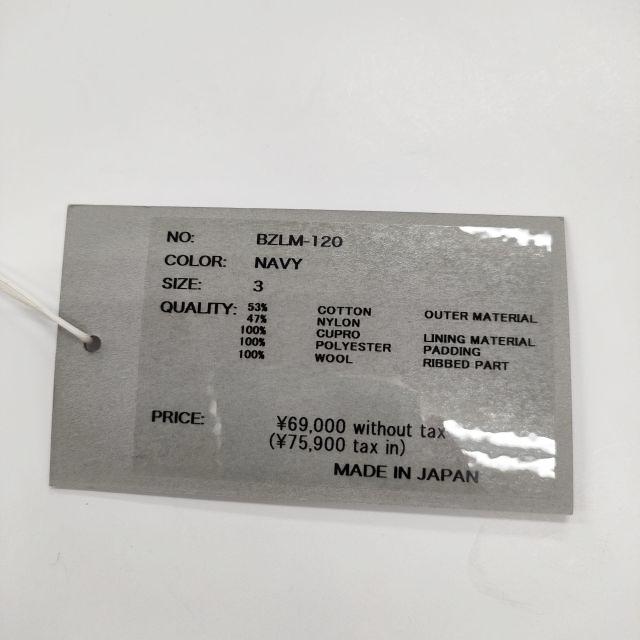 NO: BZLM-120
COLOR: NAVY
SIZE: 3
QUALITY: 53% COTTON OUTER MATERIAL
47% NYLON
100% CUPRO LINING MATERIAL
100% POLYESTER PADDING
100% WOOL RIBBED PART
PRICE: ¥69,000 without tax
(¥75,900 tax in)
MADE IN JAPAN